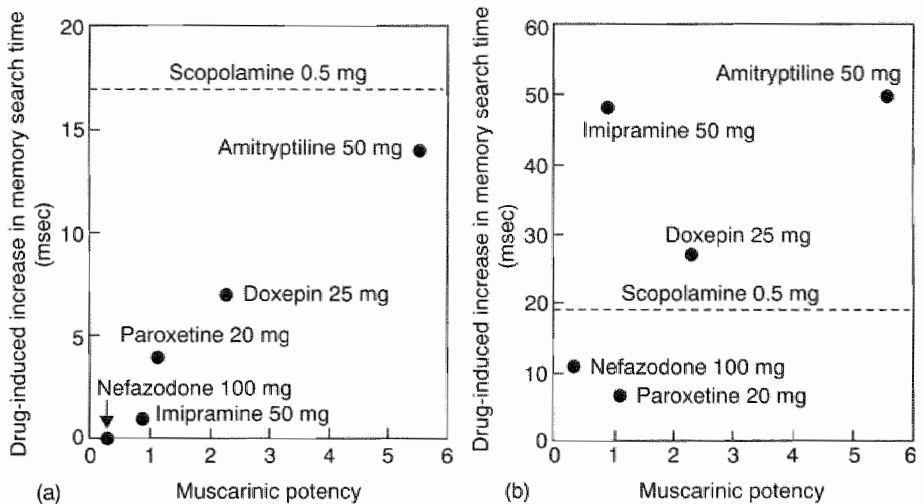 Drug-induced increase in memory search time
(msec)
20
15
10
5
0
Scopolamine 0.5 mg
Amitryptiline 50 mg
Doxepin 25 mg
Paroxetine 20 mg
Nefazodone 100 mg
Imipramine 50 mg
0 1 2 3 4 5 6
(a) Muscarinic potency
Drug-induced increase in memory search time
(msec)
60
50
40
30
20
10
0
Amitryptiline 50 mg
Imipramine 50 mg
Doxepin 25 mg
Scopolamine 0.5 mg
Nefazodone 100 mg
Paroxetine 20 mg
0 1 2 3 4 5 6
(b) Muscarinic potency